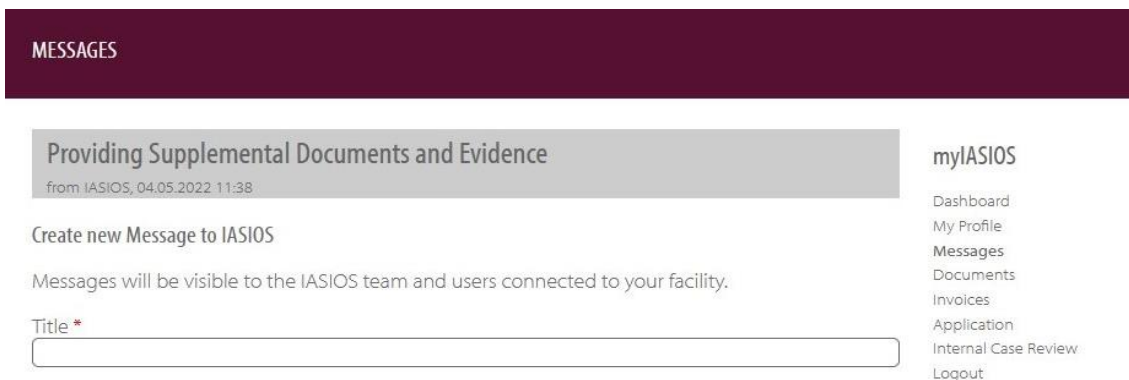 MESSAGES
Providing Supplemental Documents and Evidence
from IASIOS, 04.05.2022 11:38
Create new Message to IASIOS
Messages will be visible to the IASIOS team and users connected to your facility.
Title *
myIASIOS
Dashboard
My Profile
Messages
Documents
Invoices
Application
Internal Case Review
Logout